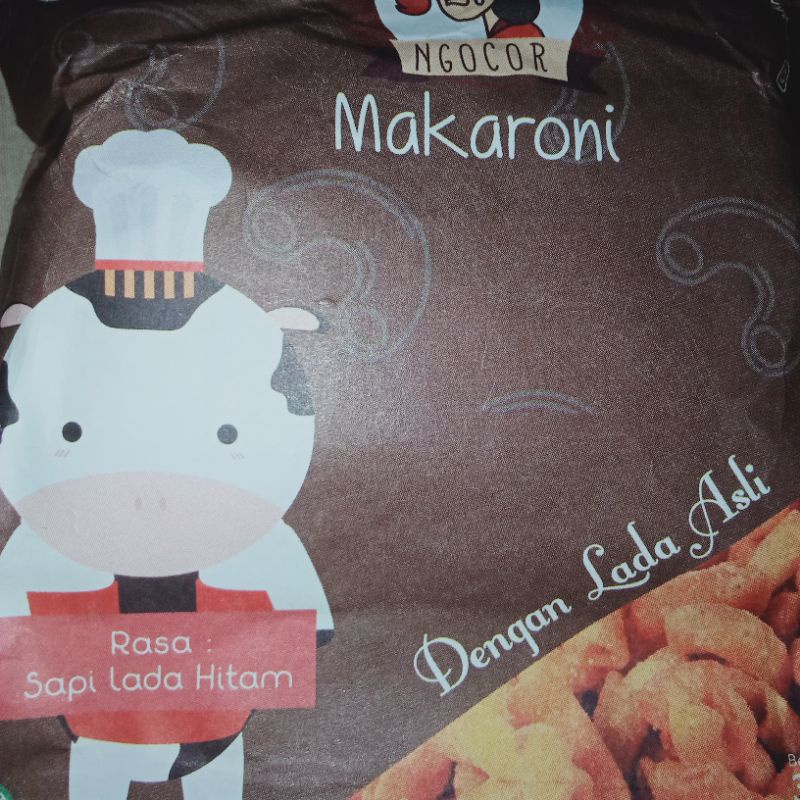 NGOCOR
Makaroni
Dengan Lada Asli
Rasa :
Sapi Lada Hitam